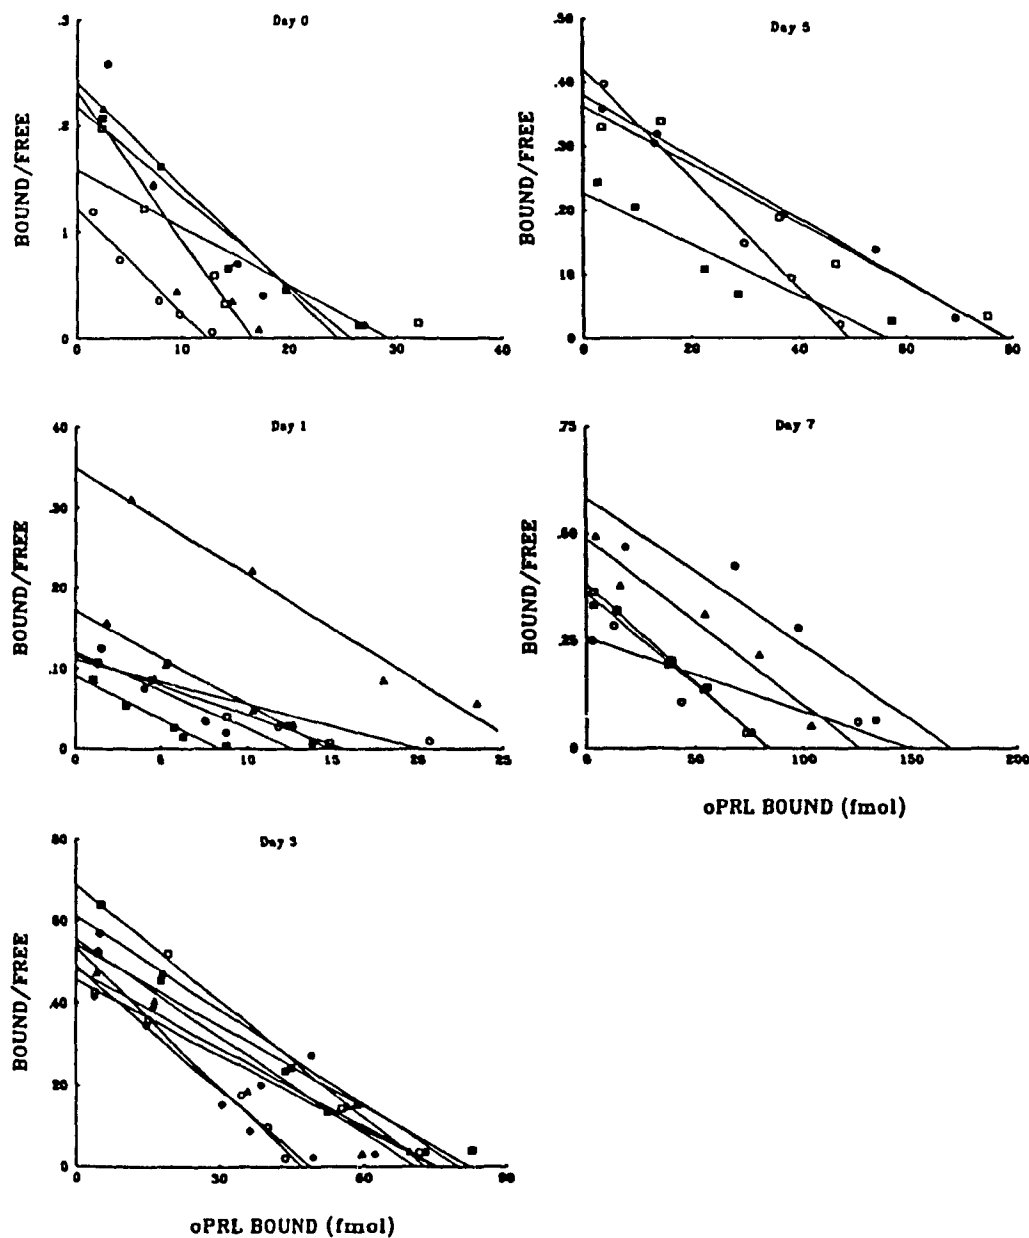 Day 0
.3
.2
.1
0
BOUND/FREE
0 10 20 30 40
Day 5
.50
.40
.30
.20
.10
0
BOUND/FREE
0 20 40 60 80
Day 1
.40
.30
.20
.10
0
BOUND/FREE
0 5 10 15 20 25
Day 7
.75
.50
.25
0
BOUND/FREE
0 50 100 150 200
oPRL BOUND (fmol)
Day 3
.80
.60
.40
.20
0
BOUND/FREE
0 30 60 90
oPRL BOUND (fmol)